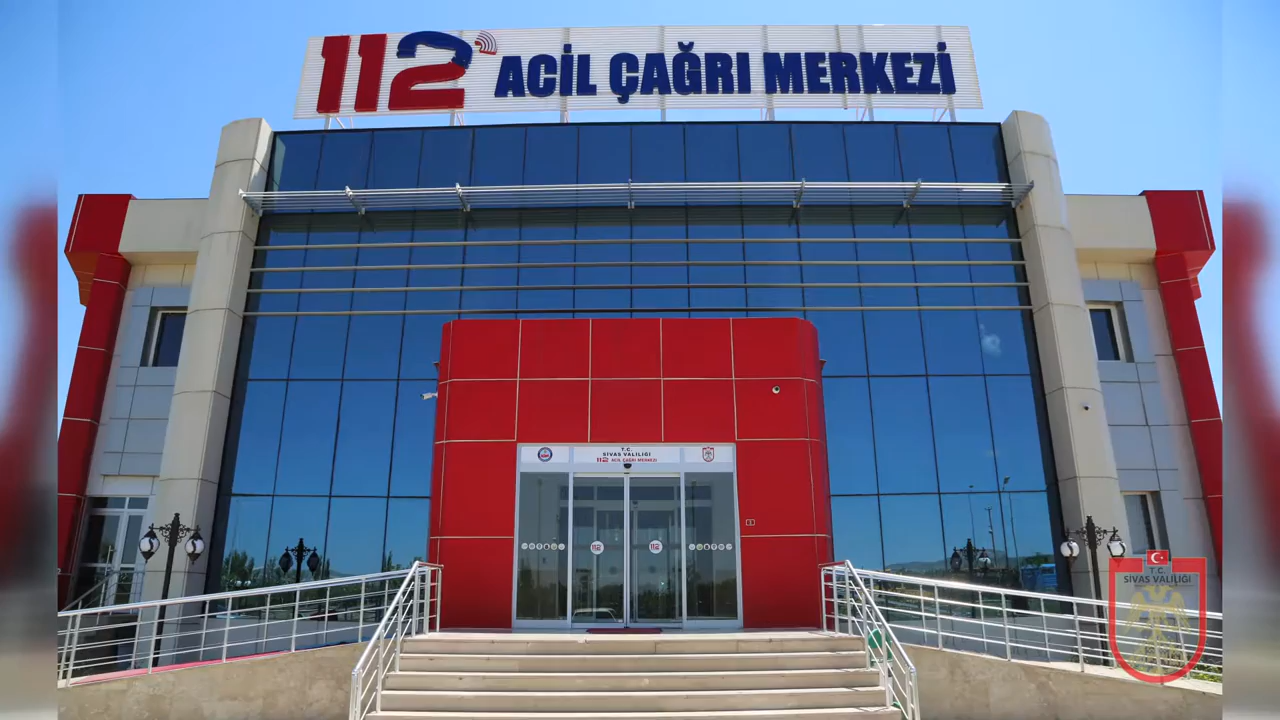 112 ACİL ÇAĞRI MERKEZİ
T.C.
SİVAS VALİLİĞİ
112 ACİL ÇAĞRI MERKEZİ
112
112
T.C.
SİVAS VALİLİĞİ